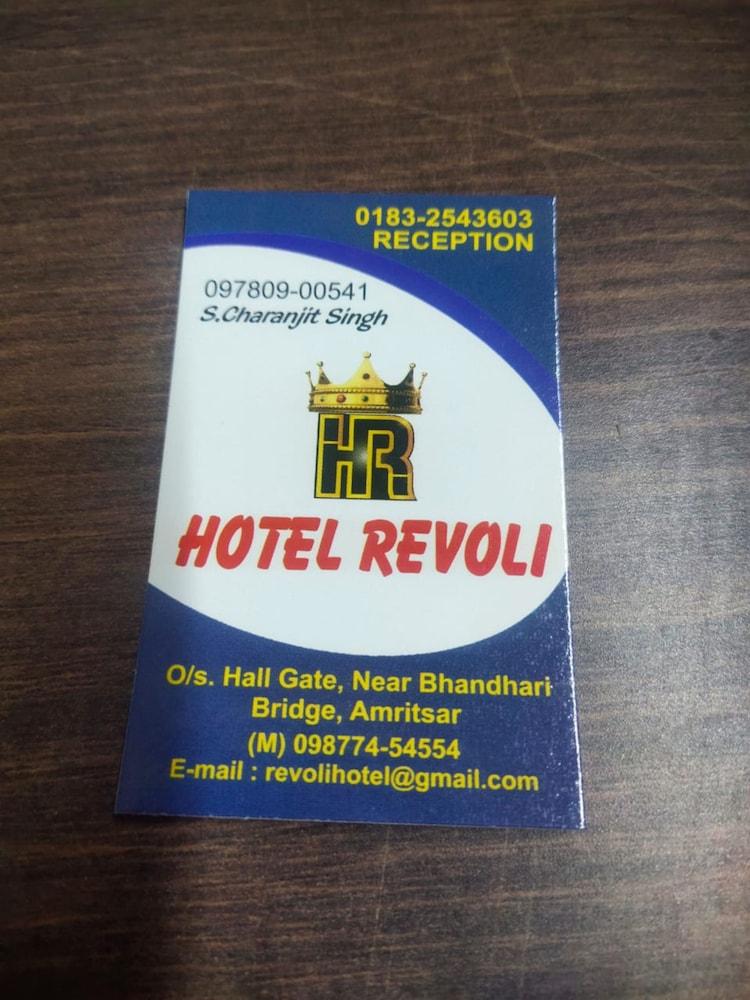 0183-2543603
RECEPTION
097809-00541
S.Charanjit Singh
HR
HOTEL REVOLI
O/s. Hall Gate, Near Bhandhari
Bridge, Amritsar
(M) 098774-54554
E-mail : revolihotel@gmail.com